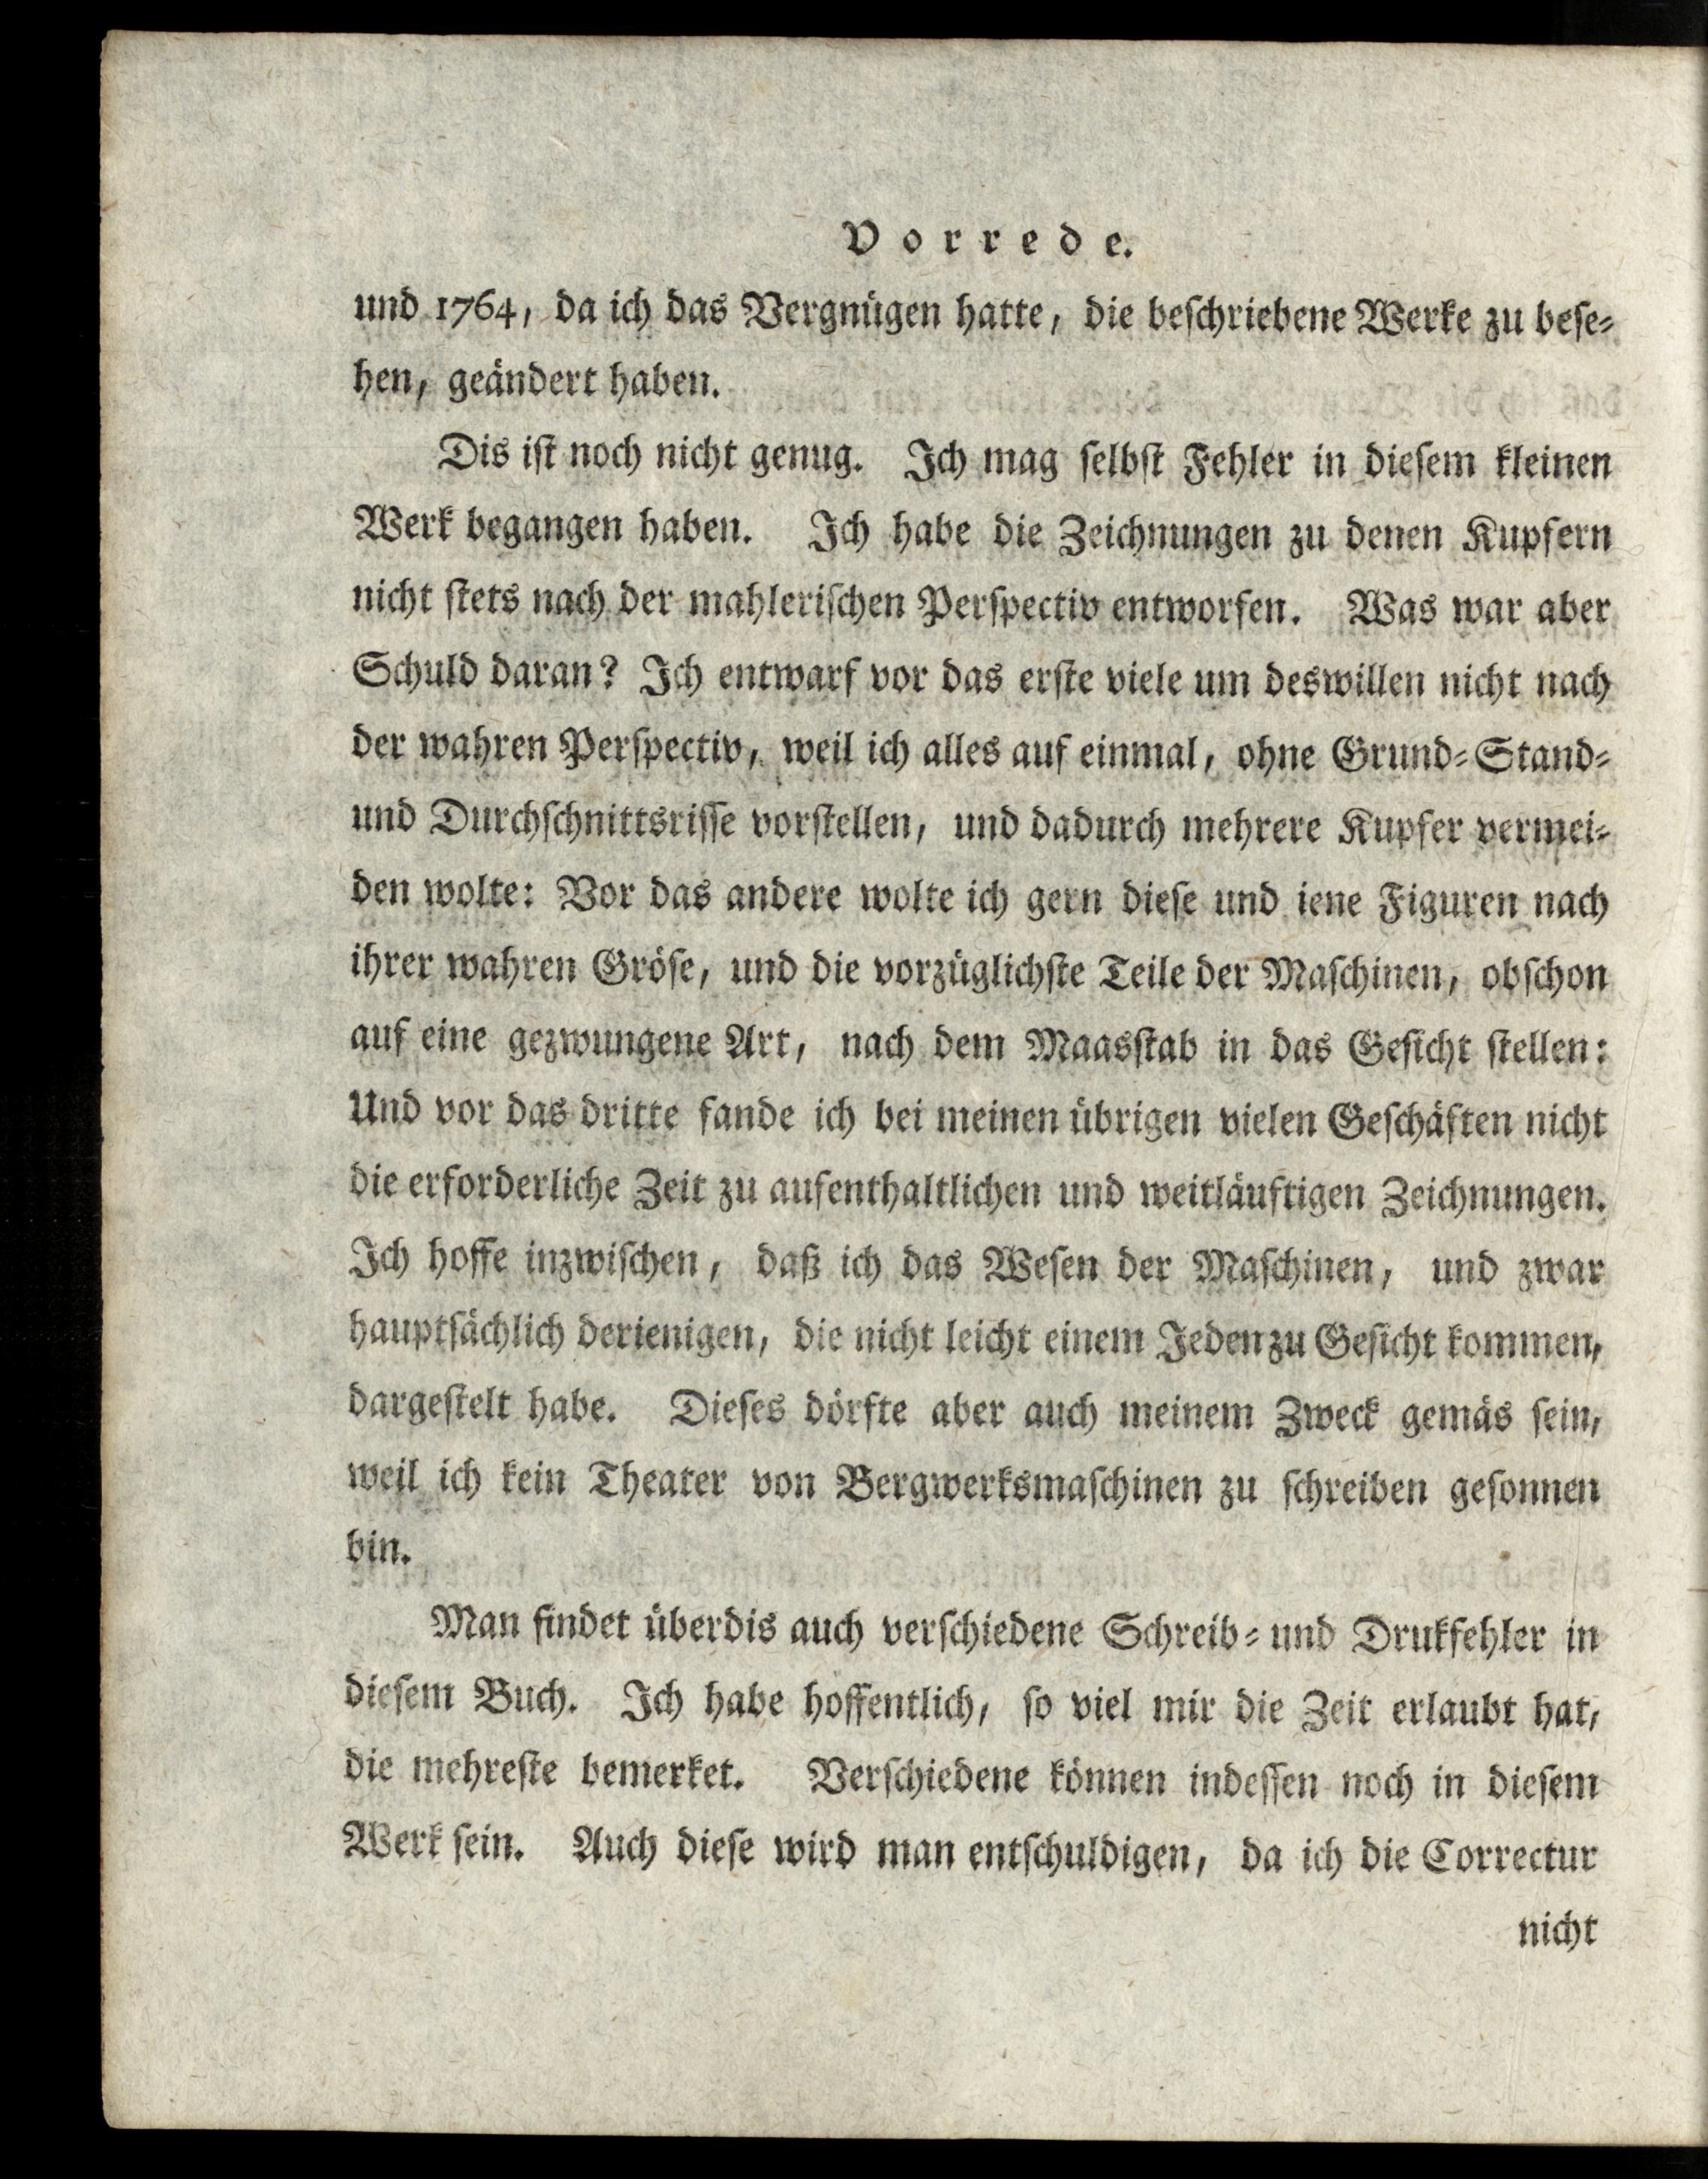 Vorrede.
und 1764, da ich das Vergnügen hatte, die beschriebene Werke zu bese-
hen, geändert haben.
Dis ist noch nicht genug. Ich mag selbst Fehler in diesem kleinen
Werk begangen haben. Ich habe die Zeichnungen zu denen Kupfern
nicht stets nach der mahlerischen Perspectiv entworfen. Was war aber
Schuld daran? Ich entwarf vor das erste viele um deswillen nicht nach
der wahren Perspectiv, weil ich alles auf einmal, ohne Grund-Stand-
und Durchschnittsrisse vorstellen, und dadurch mehrere Kupfer vermei-
den wolte: Vor das andere wolte ich gern diese und iene Figuren nach
ihrer wahren Gröse, und die vorzüglichste Teile der Maschinen, obschon
auf eine gezwungene Art, nach dem Maasstab in das Gesicht stellen:
Und vor das dritte fande ich bei meinen übrigen vielen Geschäften nicht
die erforderliche Zeit zu aufenthaltlichen und weitläuftigen Zeichnungen.
Ich hoffe inzwischen, daß ich das Wesen der Maschinen, und zwar
hauptsächlich derienigen, die nicht leicht einem Jeden zu Gesicht kommen,
dargestelt habe. Dieses dörfte aber auch meinem Zweck gemäs sein,
weil ich kein Theater von Bergwerksmaschinen zu schreiben gesonnen
bin.
Man findet überdis auch verschiedene Schreib- und Drukfehler in
diesem Buch. Ich habe hoffentlich, so viel mir die Zeit erlaubt hat,
die mehreste bemerket. Verschiedene können indessen noch in diesem
Werk sein. Auch diese wird man entschuldigen, da ich die Correctur
nicht